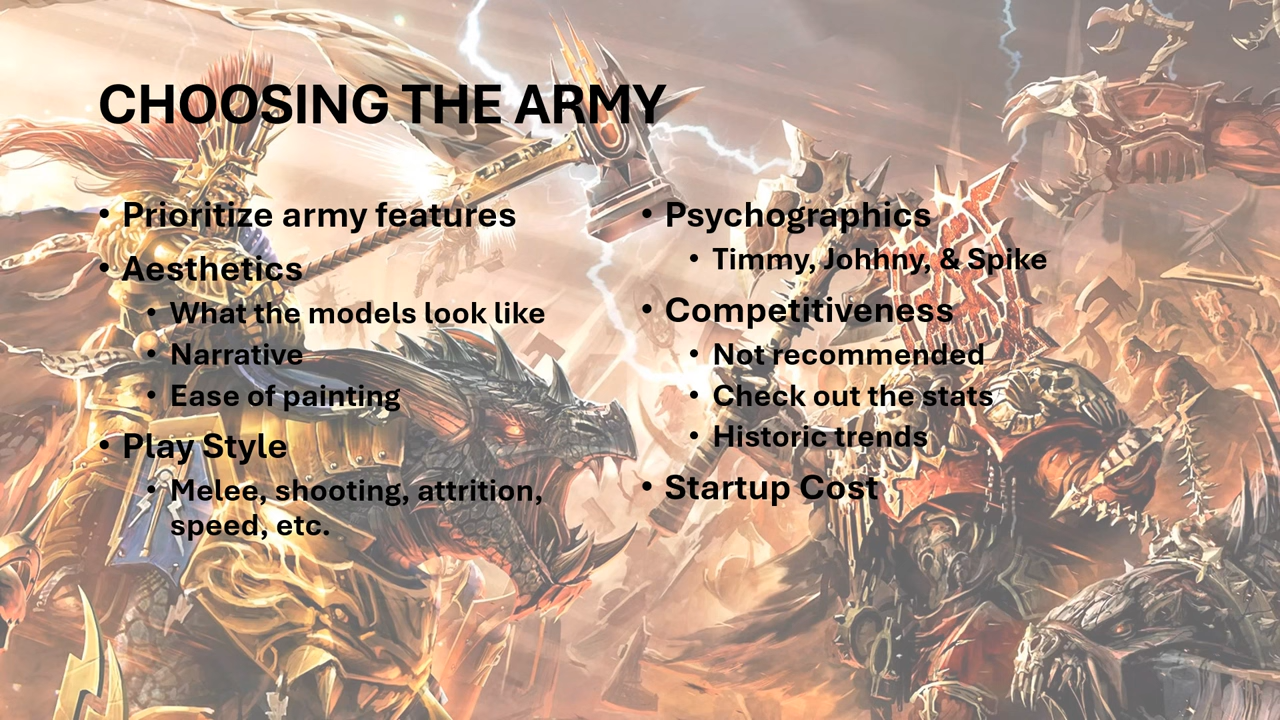 CHOOSING THE ARMY
• Prioritize army features
• Aesthetics
• What the models look like
• Narrative
• Ease of painting
• Play Style
• Melee, shooting, attrition,
speed, etc.
• Psychographics
• Timmy, Johhny, & Spike
• Competitiveness
• Not recommended
• Check out the stats
• Historic trends
• Startup Cost